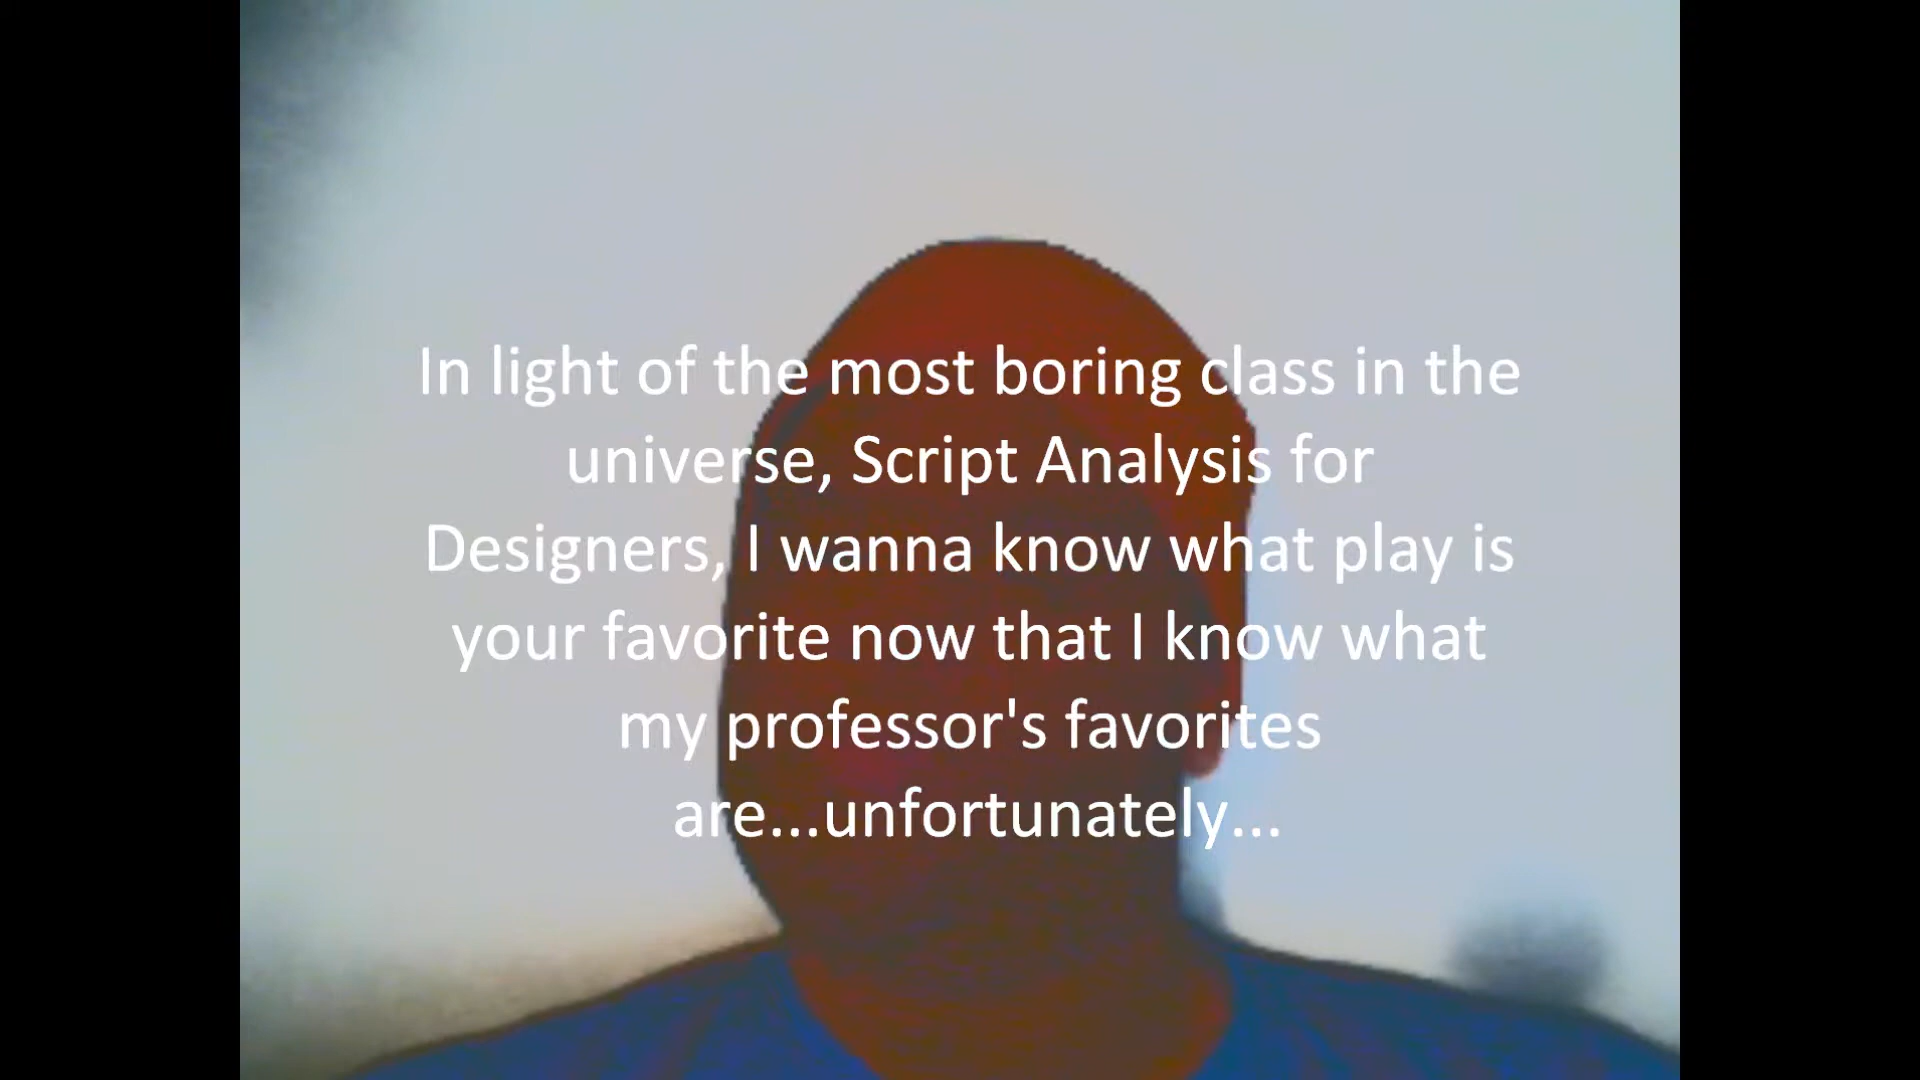 In light of the most boring class in the
universe, Script Analysis for
Designers, I wanna know what play is
your favorite now that I know what
my professor's favorites
are...unfortunately...